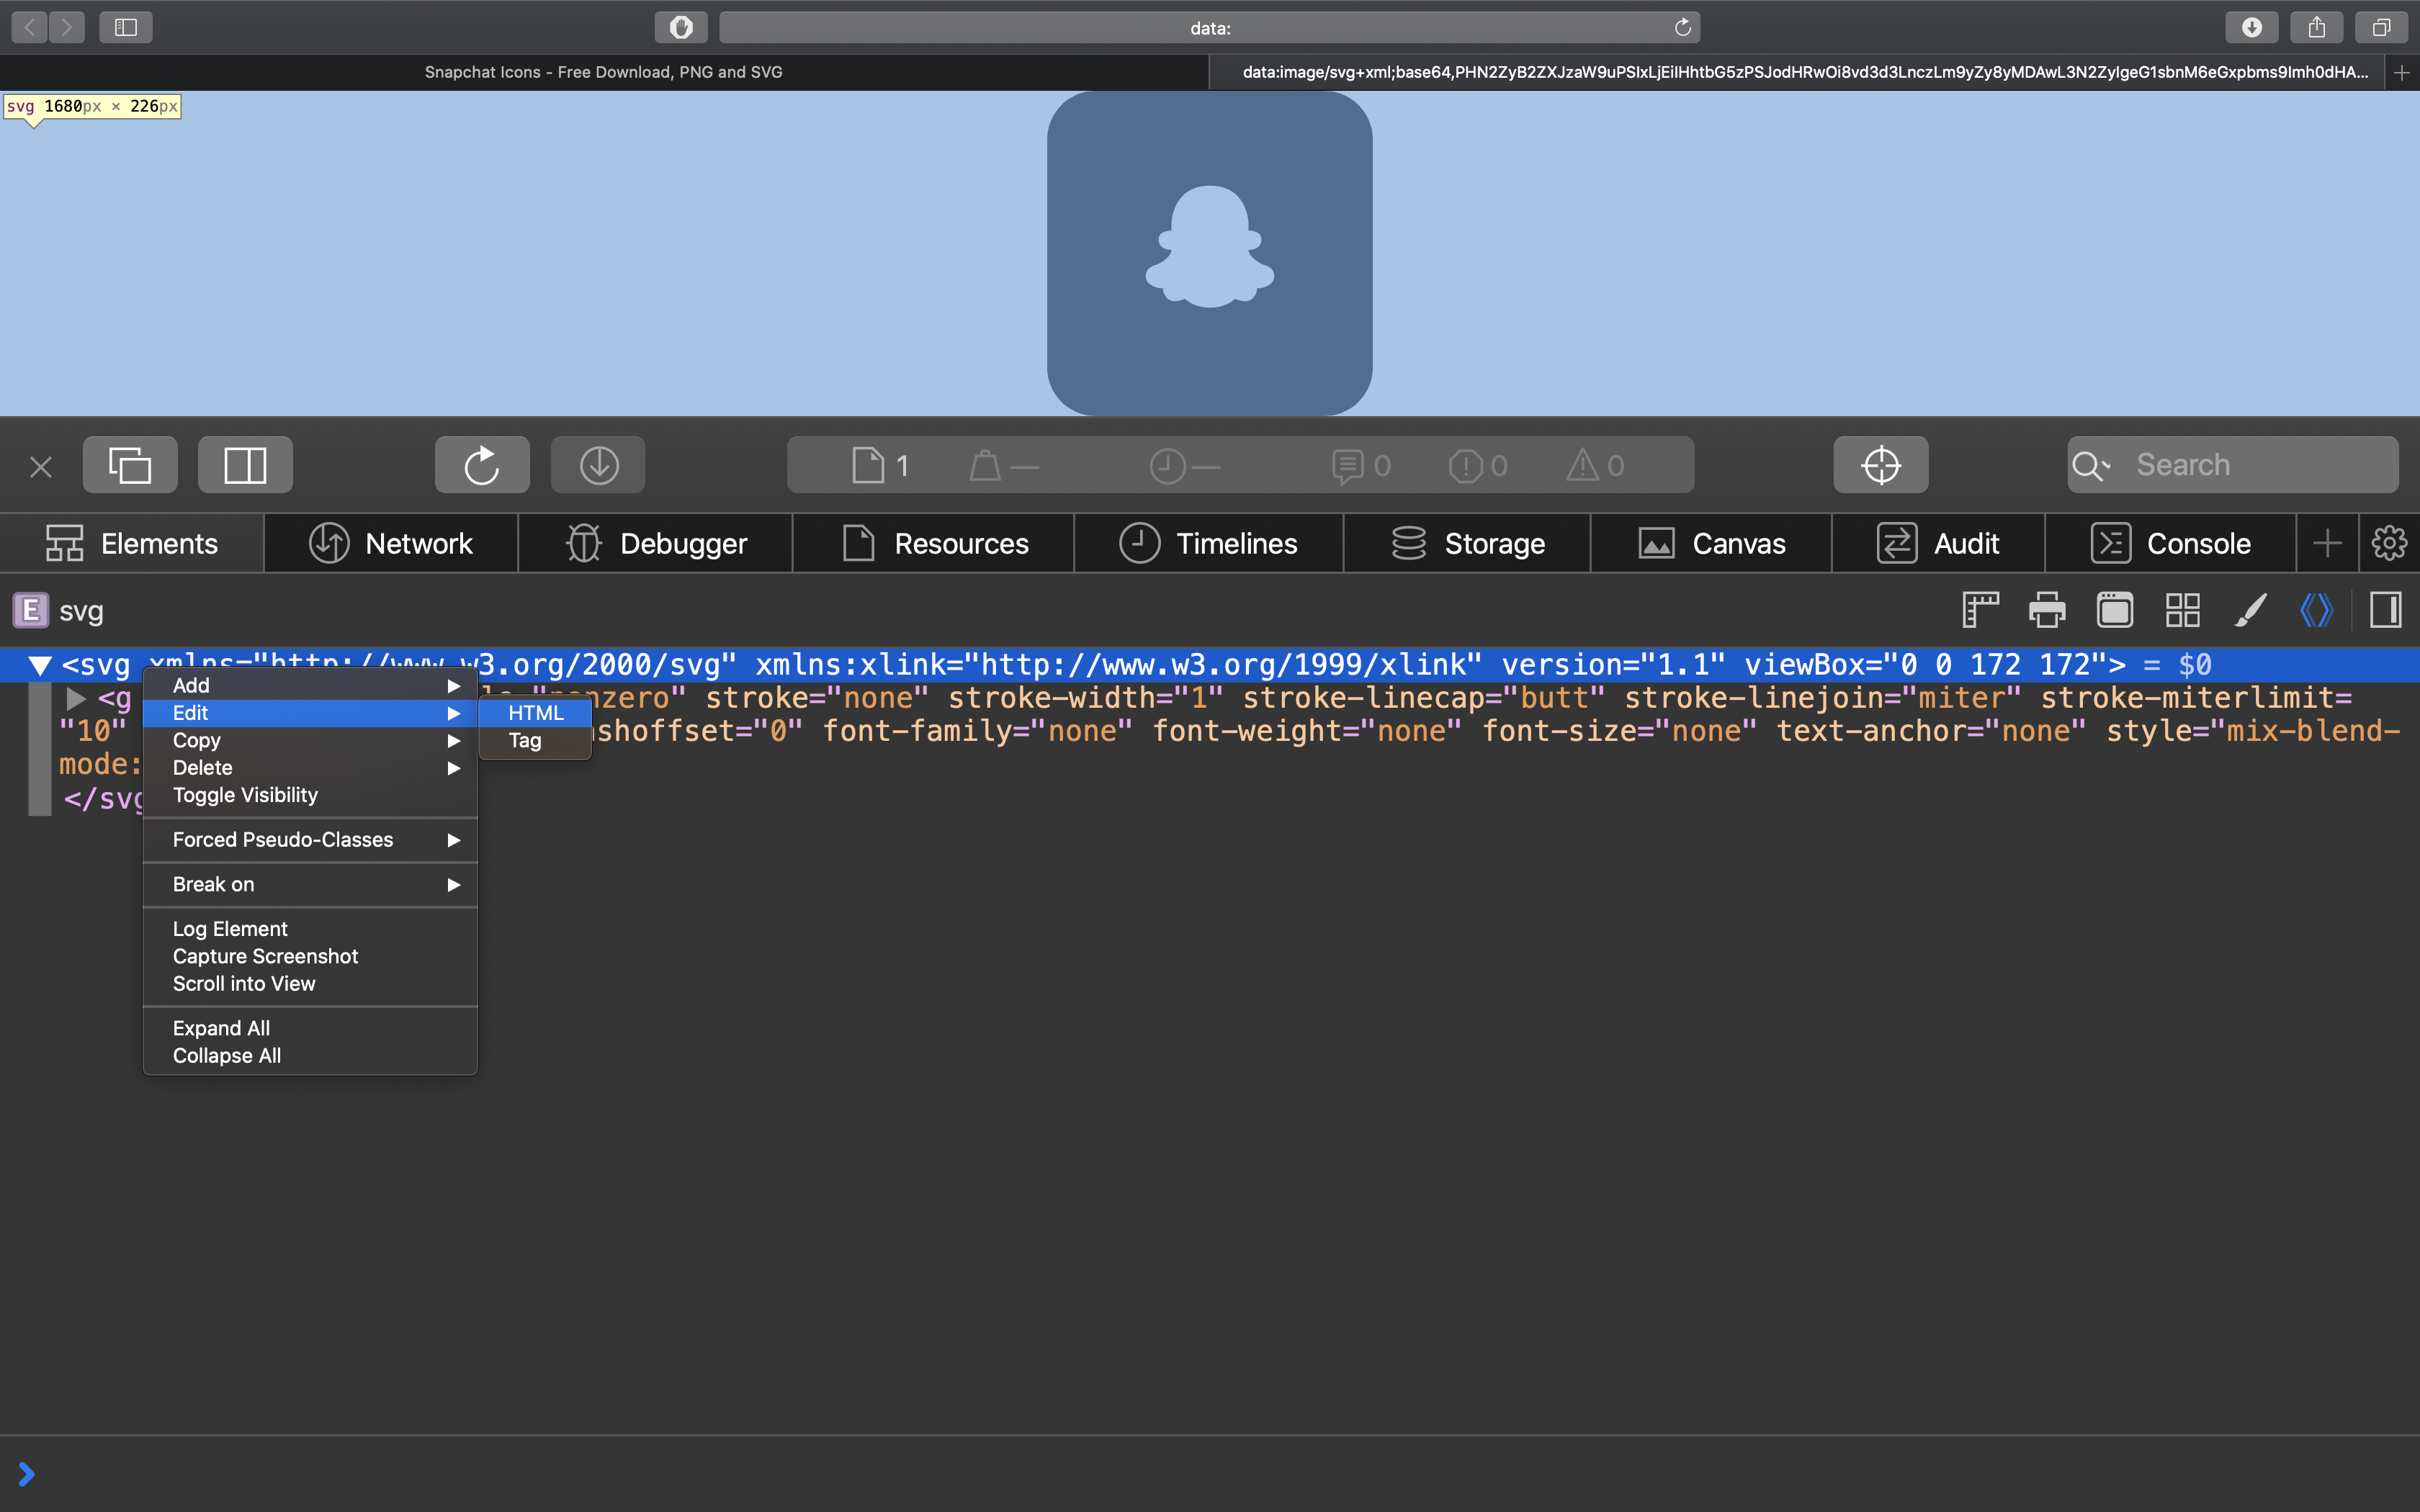 data:
Snapchat Icons - Free Download, PNG and SVG
data:image/svg+xml;base64,PHN2ZyB2ZXJzaW9uPSIxLjEiIHhtbG5zPSJodHRwOi8vd3d3LnczLm9yZy8yMDAwL3N2ZyIgeG1sbnM6eGxpbms9Imh0dHA...
svg 1680px × 226px
1
—
—
0
0
0
Search
Elements
Network
Debugger
Resources
Timelines
Storage
Canvas
Audit
Console
E svg
<svg xmlns="http://www.w3.org/2000/svg" xmlns:xlink="http://www.w3.org/1999/xlink" version="1.1" viewBox="0 0 172 172"> = $0
<g "nonzero" stroke="none" stroke-width="1" stroke-linecap="butt" stroke-linejoin="miter" stroke-miterlimit=
"10" shoffset="0" font-family="none" font-weight="none" font-size="none" text-anchor="none" style="mix-blend-
mode:
</svg
Add
Edit
Copy
Delete
Toggle Visibility
Forced Pseudo-Classes
Break on
Log Element
Capture Screenshot
Scroll into View
Expand All
Collapse All
HTML
Tag